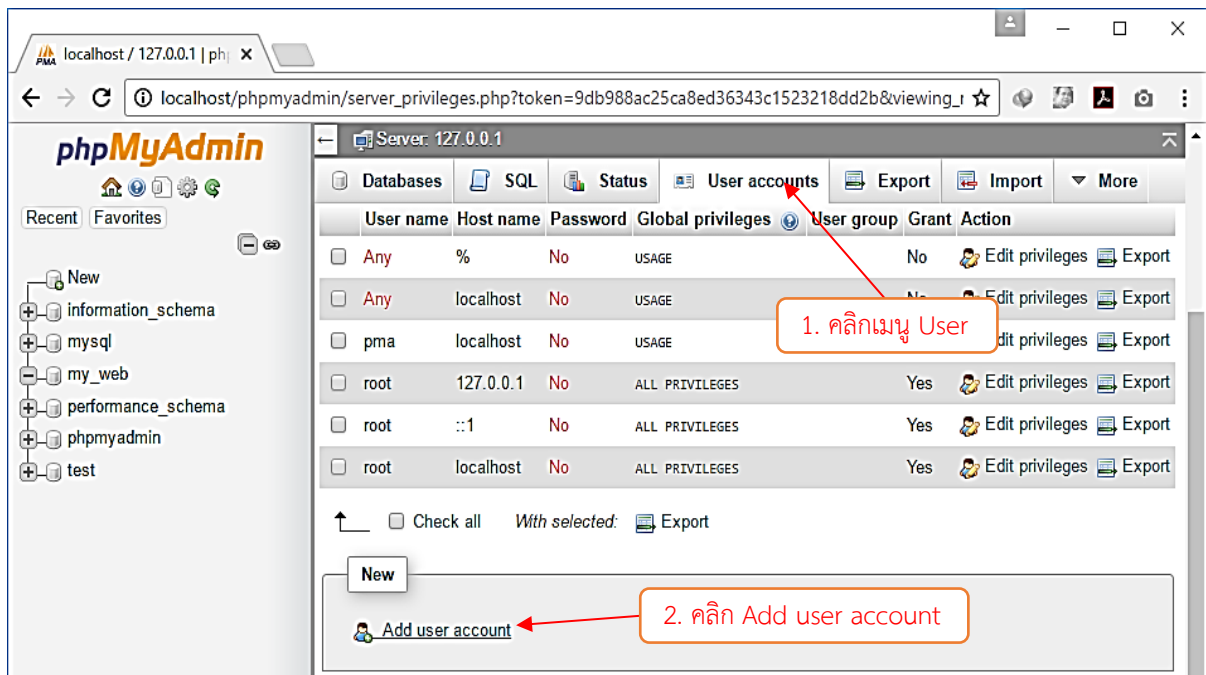 localhost / 127.0.0.1 | ph
localhost/phpmyadmin/server_privileges.php?token=9db988ac25ca8ed36343c1523218dd2b&viewing_
phpMyAdmin
Recent Favorites
New
information_schema
mysql
my_web
performance_schema
phpmyadmin
test
Server: 127.0.0.1
Databases SQL Status User accounts Export Import More
User name Host name Password Global privileges User group Grant Action
Any % No USAGE No Edit privileges Export
Any localhost No USAGE No Edit privileges Export
1. คลิกเมนู User
pma localhost No USAGE dit privileges Export
root 127.0.0.1 No ALL PRIVILEGES Yes Edit privileges Export
root ::1 No ALL PRIVILEGES Yes Edit privileges Export
root localhost No ALL PRIVILEGES Yes Edit privileges Export
Check all With selected: Export
New
2. คลิก Add user account
Add user account